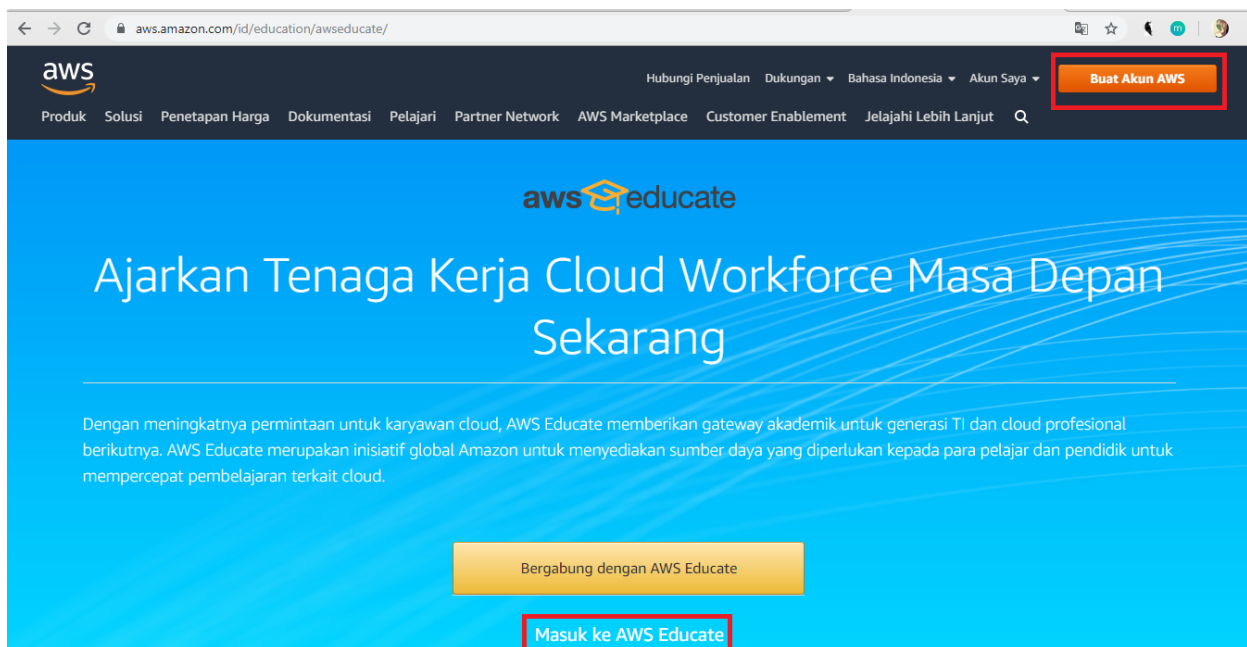 aws.amazon.com/id/education/awseducate/
m
aws
Hubungi Penjualan Dukungan Bahasa Indonesia Akun Saya Buat Akun AWS
Produk Solusi Penetapan Harga Dokumentasi Pelajari Partner Network AWS Marketplace Customer Enablement Jelajahi Lebih Lanjut
aws educate
Ajarkan Tenaga Kerja Cloud Workforce Masa Depan
Sekarang
Dengan meningkatnya permintaan untuk karyawan cloud, AWS Educate memberikan gateway akademik untuk generasi TI dan cloud profesional
berikutnya. AWS Educate merupakan inisiatif global Amazon untuk menyediakan sumber daya yang diperlukan kepada para pelajar dan pendidik untuk
mempercepat pembelajaran terkait cloud.
Bergabung dengan AWS Educate
Masuk ke AWS Educate